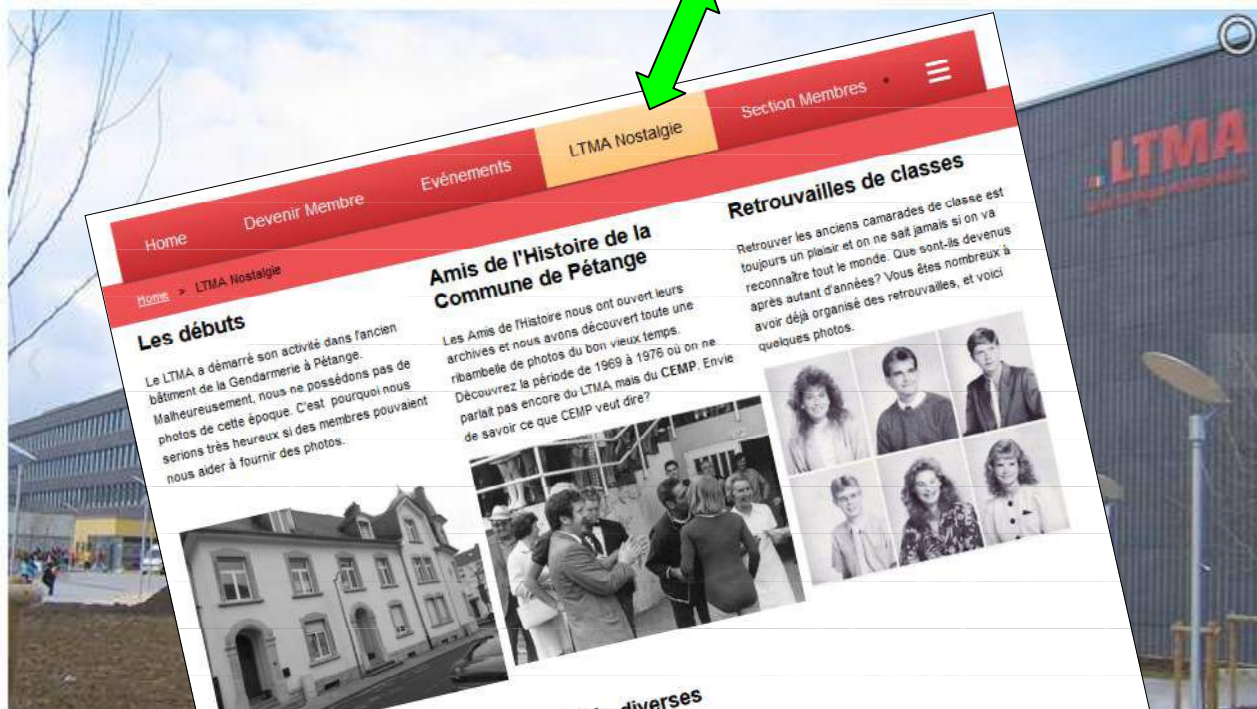 LTMA
Home
Devenir Membre
Evénements
LTMA Nostalgie
Section Membres
Home > LTMA Nostalgie
Les débuts
Le LTMA a démarré son activité dans l'ancien
bâtiment de la Gendarmerie à Pétange.
Malheureusement, nous ne possédons pas de
photos de cette époque. C'est pourquoi nous
serions très heureux si des membres pouvaient
nous aider à fournir des photos.
Amis de l'Histoire de la
Commune de Pétange
Les Amis de l'Histoire nous ont ouvert leurs
archives et nous avons découvert toute une
ribambelle de photos du bon vieux temps.
Découvrez la période de 1969 à 1976 où on ne
parlait pas encore du LTMA mais du CEMP. Envie
de savoir ce que CEMP veut dire?
Retrouvailles de classes
Retrouver les anciens camarades de classe est
toujours un plaisir et on ne sait jamais si on va
reconnaître tout le monde. Que sont-ils devenus
après autant d'années? Vous êtes nombreux à
avoir déjà organisé des retrouvailles, et voici
quelques photos.
diverses